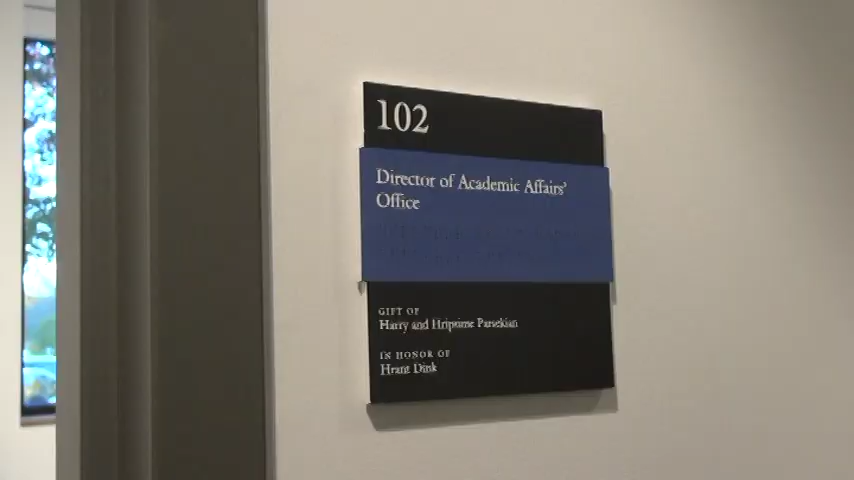 102
Director of Academic Affairs'
Office
GIFT OF
Harry and Hripsime Parsekian
IN HONOR OF
Hrant Dink